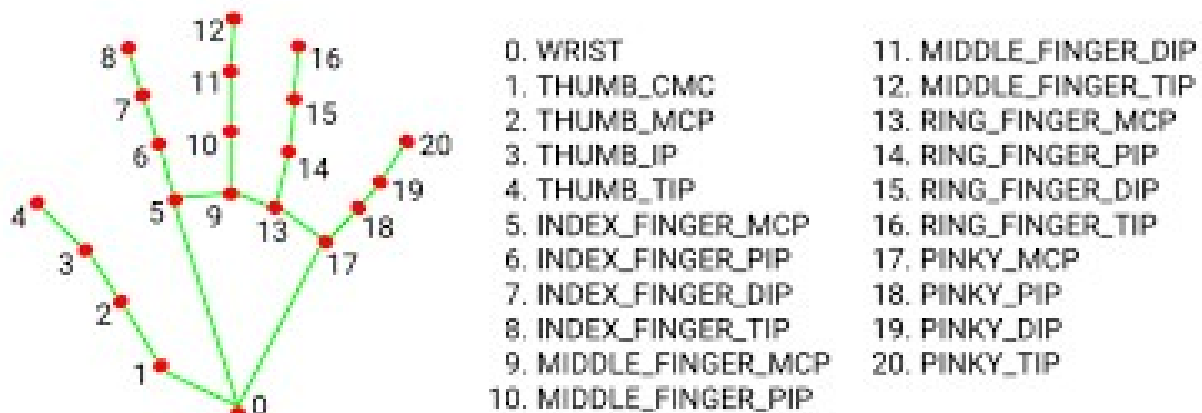 12
8
16
11
7
15
10
6
20
14
19
4
5
9
13
18
3
17
2
1
0
0. WRIST
1. THUMB_CMC
2. THUMB_MCP
3. THUMB_IP
4. THUMB_TIP
5. INDEX_FINGER_MCP
6. INDEX_FINGER_PIP
7. INDEX_FINGER_DIP
8. INDEX_FINGER_TIP
9. MIDDLE_FINGER_MCP
10. MIDDLE_FINGER_PIP
11. MIDDLE_FINGER_DIP
12. MIDDLE_FINGER_TIP
13. RING_FINGER_MCP
14. RING_FINGER_PIP
15. RING_FINGER_DIP
16. RING_FINGER_TIP
17. PINKY_MCP
18. PINKY_PIP
19. PINKY_DIP
20. PINKY_TIP